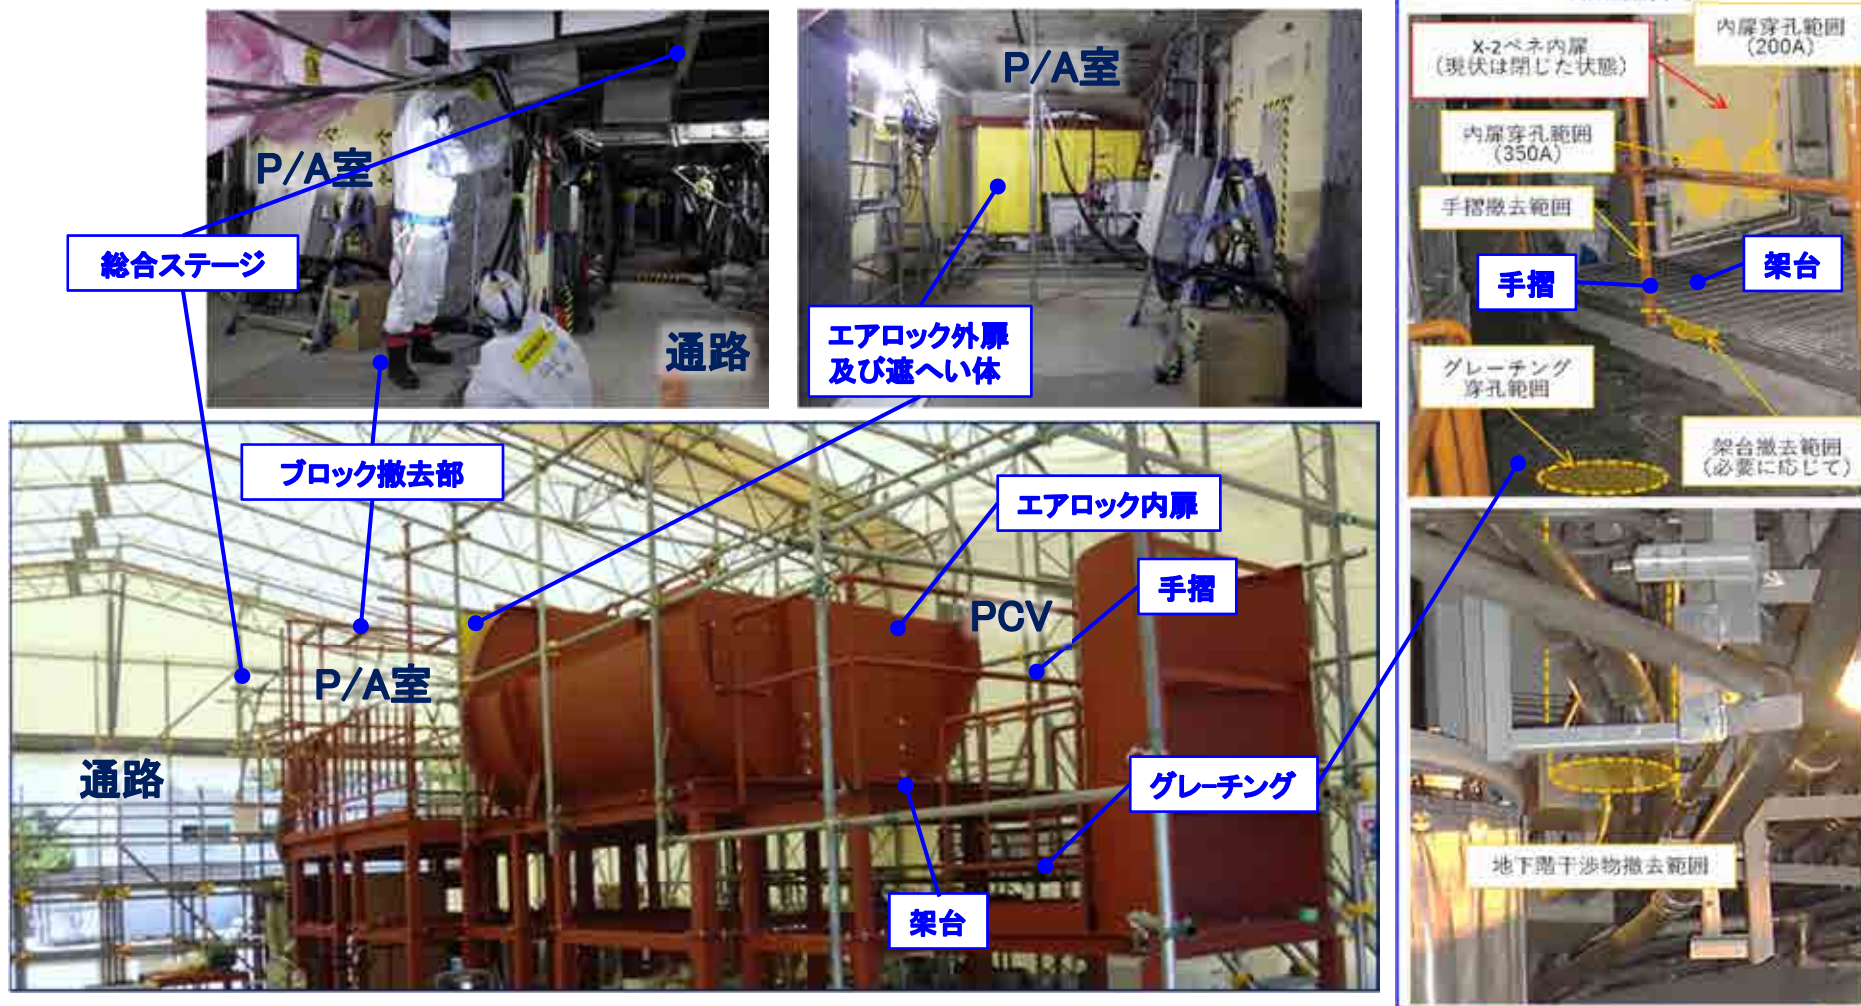 P/A室
総合ステージ
通路
P/A室
エアロック外扉
及び遮へい体
ブロック撤去部
エアロック内扉
手摺
PCV
P/A室
通路
グレーチング
架台
X-2ペネ内扉
(現状は閉じた状態)
内扉穿孔範囲
(200A)
内扉穿孔範囲
(350A)
手摺撤去範囲
手摺
架台
グレーチング
穿孔範囲
架台撤去範囲
(必要に応じて)
地下階干渉物撤去範囲